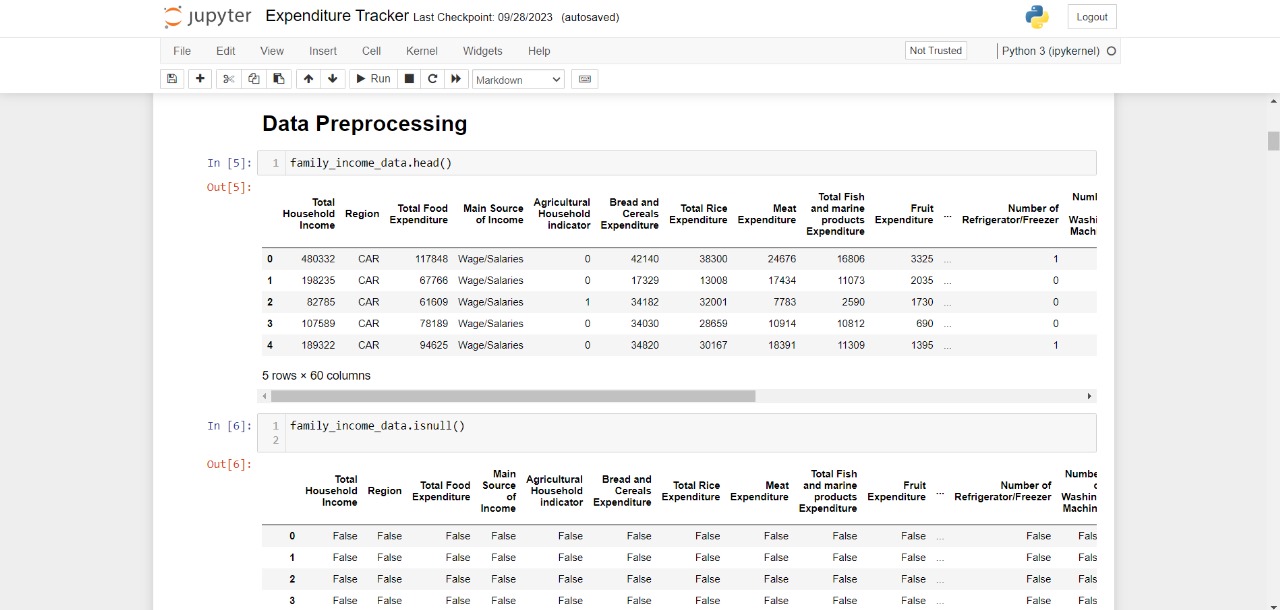 jupyter Expenditure Tracker Last Checkpoint: 09/28/2023 (autosaved) Logout
File Edit View Insert Cell Kernel Widgets Help Not Trusted Python 3 (ipykernel)
Run Markdown
Data Preprocessing
In [5]: 1 family_income_data.head()
Out[5]:
Total Household Income Region Total Food Expenditure Main Source of Income Agricultural Household indicator Bread and Cereals Expenditure Total Rice Expenditure Meat Expenditure Total Fish and marine products Expenditure Fruit Expenditure ... Number of Refrigerator/Freezer Numl Washi Mach
0 480332 CAR 117848 Wage/Salaries 0 42140 38300 24676 16806 3325 ... 1
1 198235 CAR 67766 Wage/Salaries 0 17329 13008 17434 11073 2035 ... 0
2 82785 CAR 61609 Wage/Salaries 1 34182 32001 7783 2590 1730 ... 0
3 107589 CAR 78189 Wage/Salaries 0 34030 28659 10914 10812 690 ... 0
4 189322 CAR 94625 Wage/Salaries 0 34820 30167 18391 11309 1395 ... 1
5 rows × 60 columns
In [6]: 1 family_income_data.isnull()
2
Out[6]:
Total Household Income Region Total Food Expenditure Main Source of Income Agricultural Household indicator Bread and Cereals Expenditure Total Rice Expenditure Meat Expenditure Total Fish and marine products Expenditure Fruit Expenditure ... Number of Refrigerator/Freezer Numbe Washin Machin
0 False False False False False False False False False False ... False Fals
1 False False False False False False False False False False ... False Fals
2 False False False False False False False False False False ... False Fals
3 False False False False False False False False False False ... False Fals